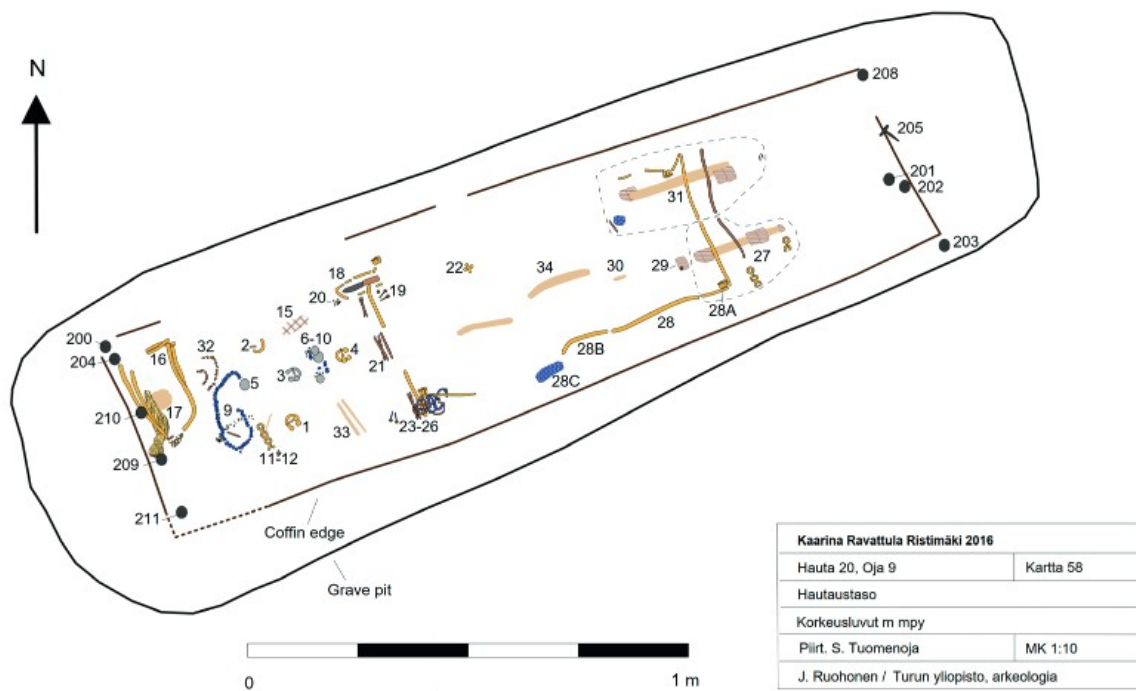 N
208
205
201
202
203
31
27
29
30
34
22
28A
28
28B
28C
18
19
20
15
21
6-10
4
2
3
5
32
16
200
204
17
9
210
209
1
11-12
33
23-26
211
Coffin edge
Grave pit
0
1 m
Kaarina Ravattula Ristimäki 2016
Hauta 20, Oja 9 Kartta 58
Hautaustaso
Korkeusluvut m mpy
Piirt. S. Tuomenoja MK 1:10
J. Ruohonen / Turun yliopisto, arkeologia